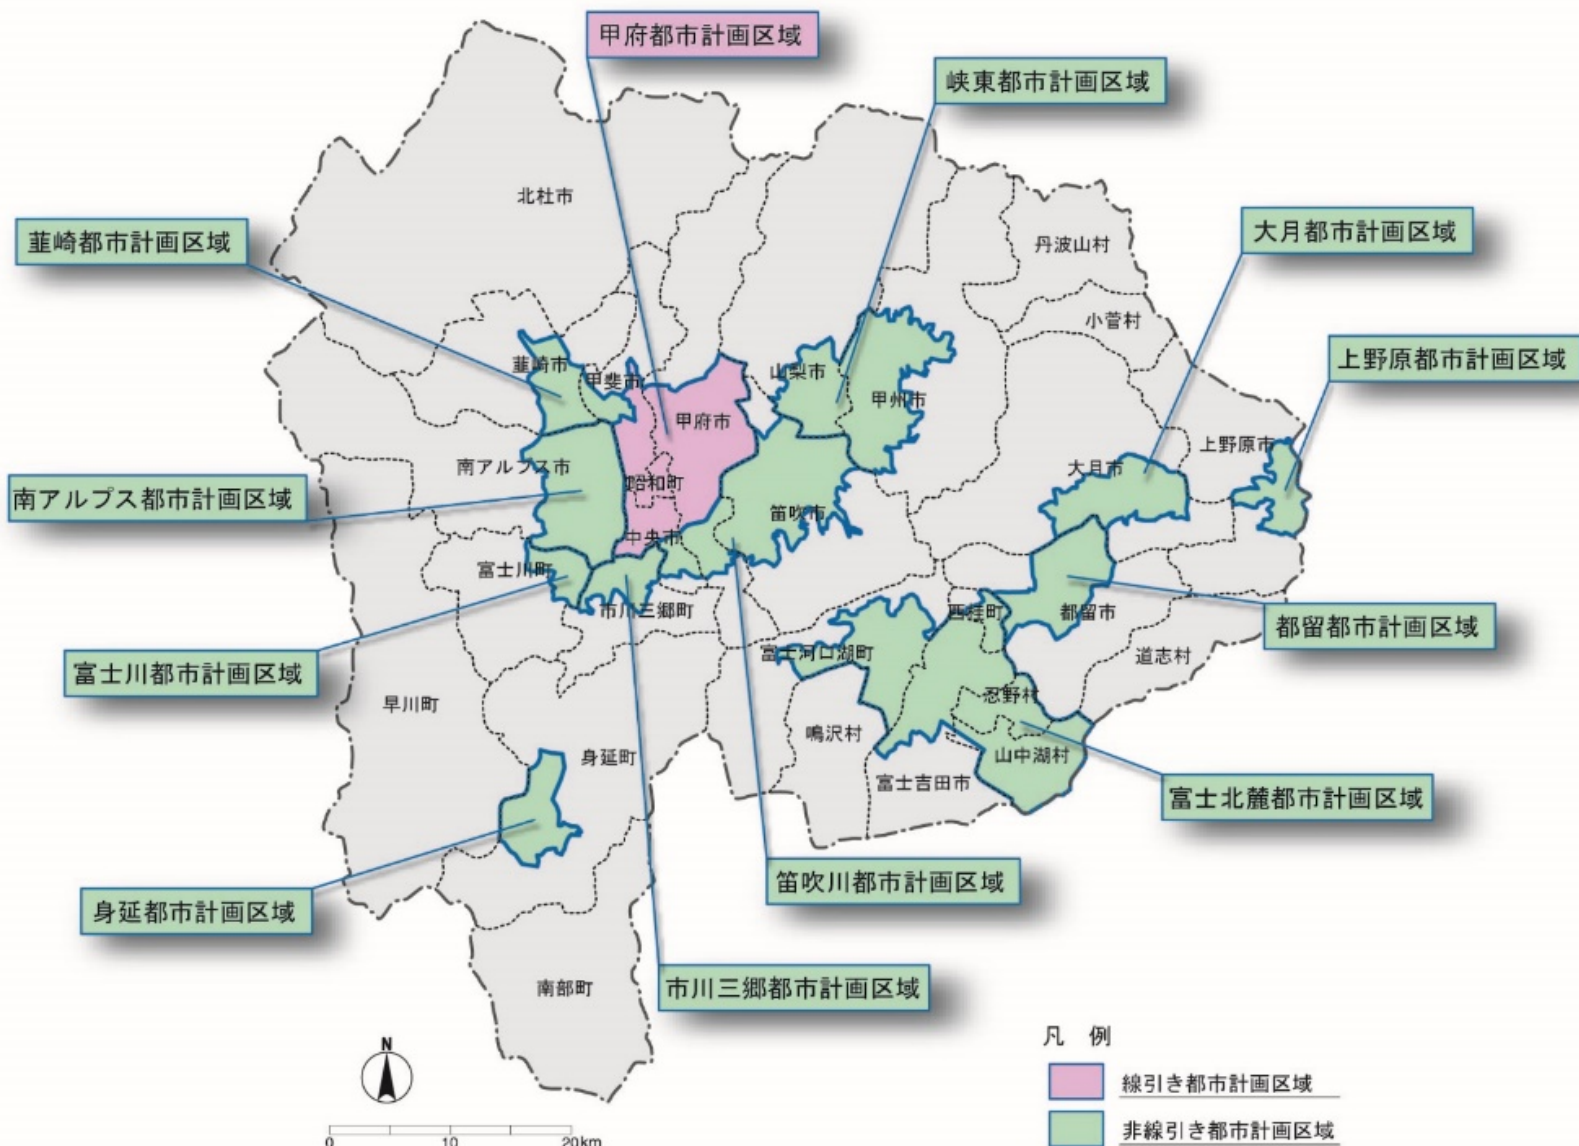 甲府都市計画区域
峡東都市計画区域
北杜市
韮崎都市計画区域
大月都市計画区域
丹波山村
小菅村
上野原都市計画区域
韮崎市
甲斐市
山梨市
甲府市
甲州市
上野原市
大月市
南アルプス市
昭和町
南アルプス都市計画区域
笛吹市
中央市
富士川町
市川三郷町
西桂町
都留市
都留都市計画区域
富士川都市計画区域
富士河口湖町
道志村
早川町
忍野村
鳴沢村
身延町
山中湖村
富士吉田市
富士北麓都市計画区域
笛吹川都市計画区域
身延都市計画区域
市川三郷都市計画区域
南部町
凡 例
N
線引き都市計画区域
非線引き都市計画区域
0 10 20km